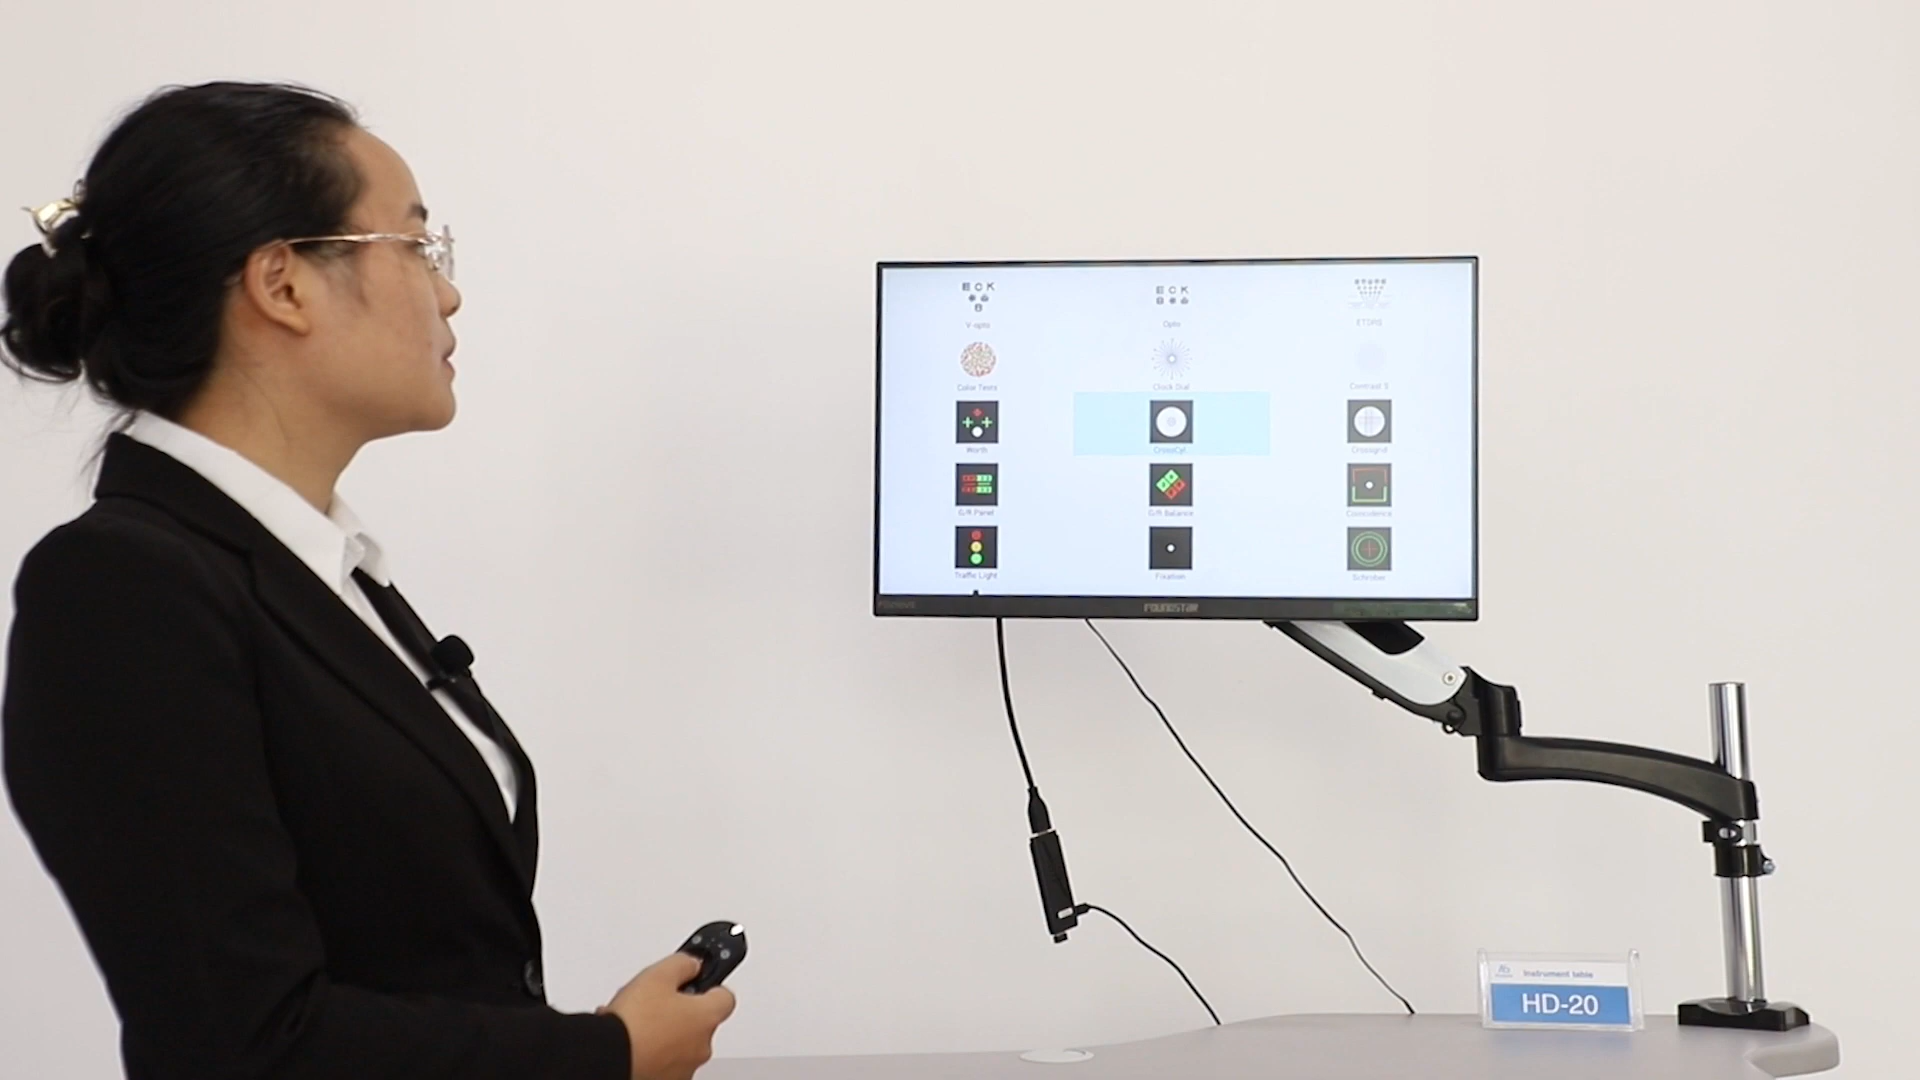 E C K
V-opto
E C K
Opto
ETDRS
Color Tests
Clock Dial
Contrast S
Worth
CrossCyl.
Crossgrid
G/R Panel
G/R Balance
Coincidence
Traffic Light
Fixation
Schrober
FOUNDSTAR
Instrument table
HD-20